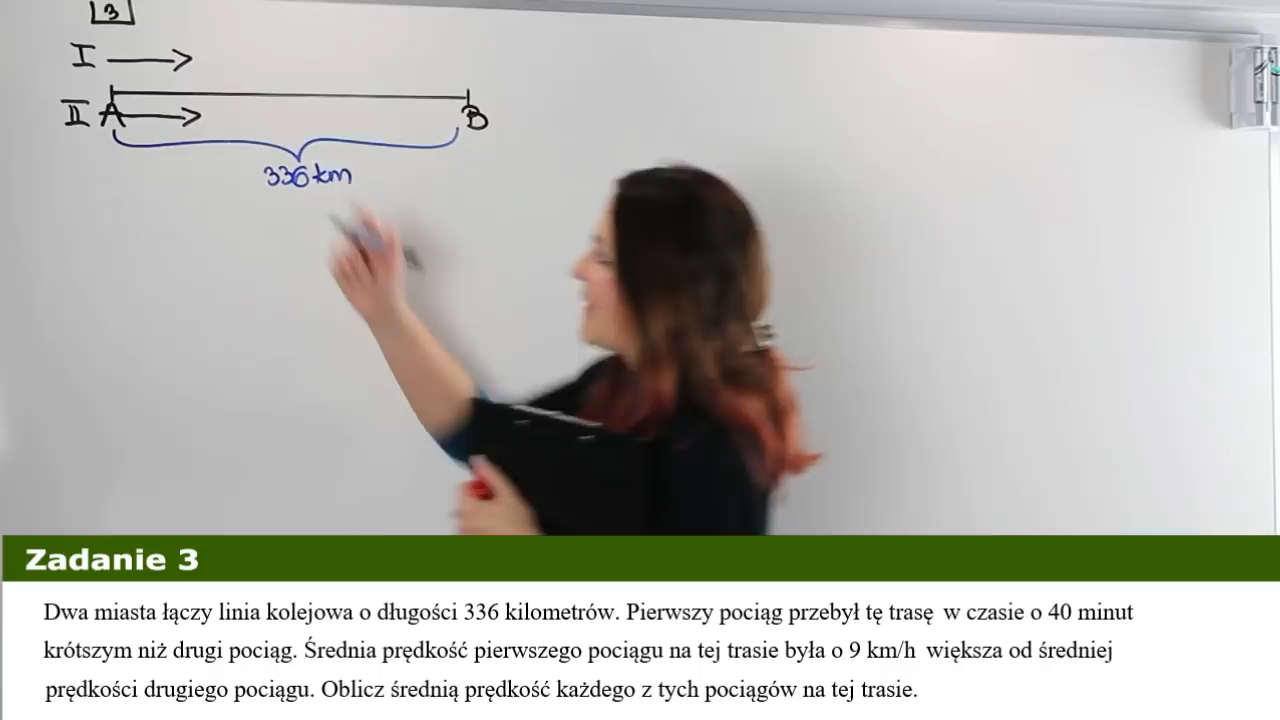 3
I
II A B
336 km
Zadanie 3
Dwa miasta łączy linia kolejowa o długości 336 kilometrów. Pierwszy pociąg przebył tę trasę w czasie o 40 minut
krótszym niż drugi pociąg. Średnia prędkość pierwszego pociągu na tej trasie była o 9 km/h większa od średniej
prędkości drugiego pociągu. Oblicz średnią prędkość każdego z tych pociągów na tej trasie.